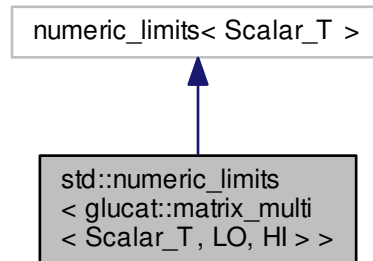 numeric_limits< Scalar_T >
std::numeric_limits
< glucat::matrix_multi
< Scalar_T, LO, HI > >